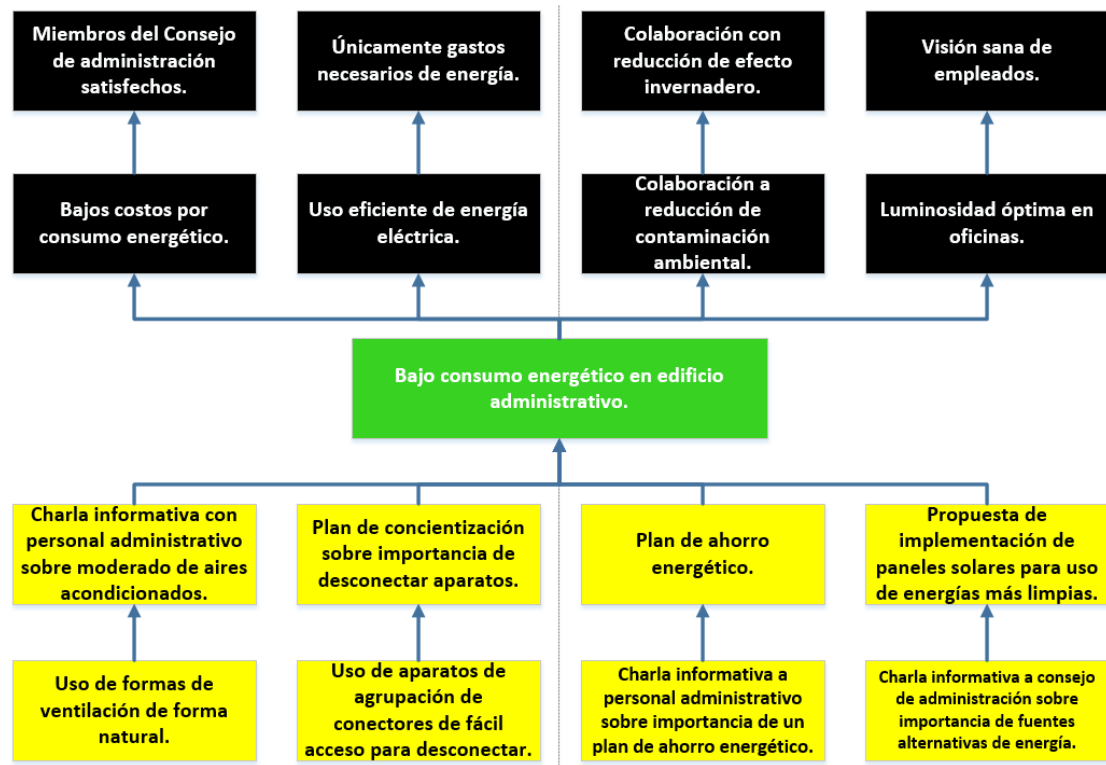 Miembros del Consejo
de administración
satisfechos.
Únicamente gastos
necesarios de energía.
Colaboración con
reducción de efecto
invernadero.
Visión sana de
empleados.
Bajos costos por
consumo energético.
Uso eficiente de energía
eléctrica.
Colaboración a
reducción de
contaminación
ambiental.
Luminosidad óptima en
oficinas.
Bajo consumo energético en edificio
administrativo.
Charla informativa con
personal administrativo
sobre moderado de aires
acondicionados.
Plan de concientización
sobre importancia de
desconectar aparatos.
Plan de ahorro
energético.
Propuesta de
implementación de
paneles solares para uso
de energías más limpias.
Uso de formas de
ventilación de forma
natural.
Uso de aparatos de
agrupación de
conectores de fácil
acceso para desconectar.
Charla informativa a
personal administrativo
sobre importancia de un
plan de ahorro energético.
Charla informativa a consejo
de administración sobre
importancia de fuentes
alternativas de energía.